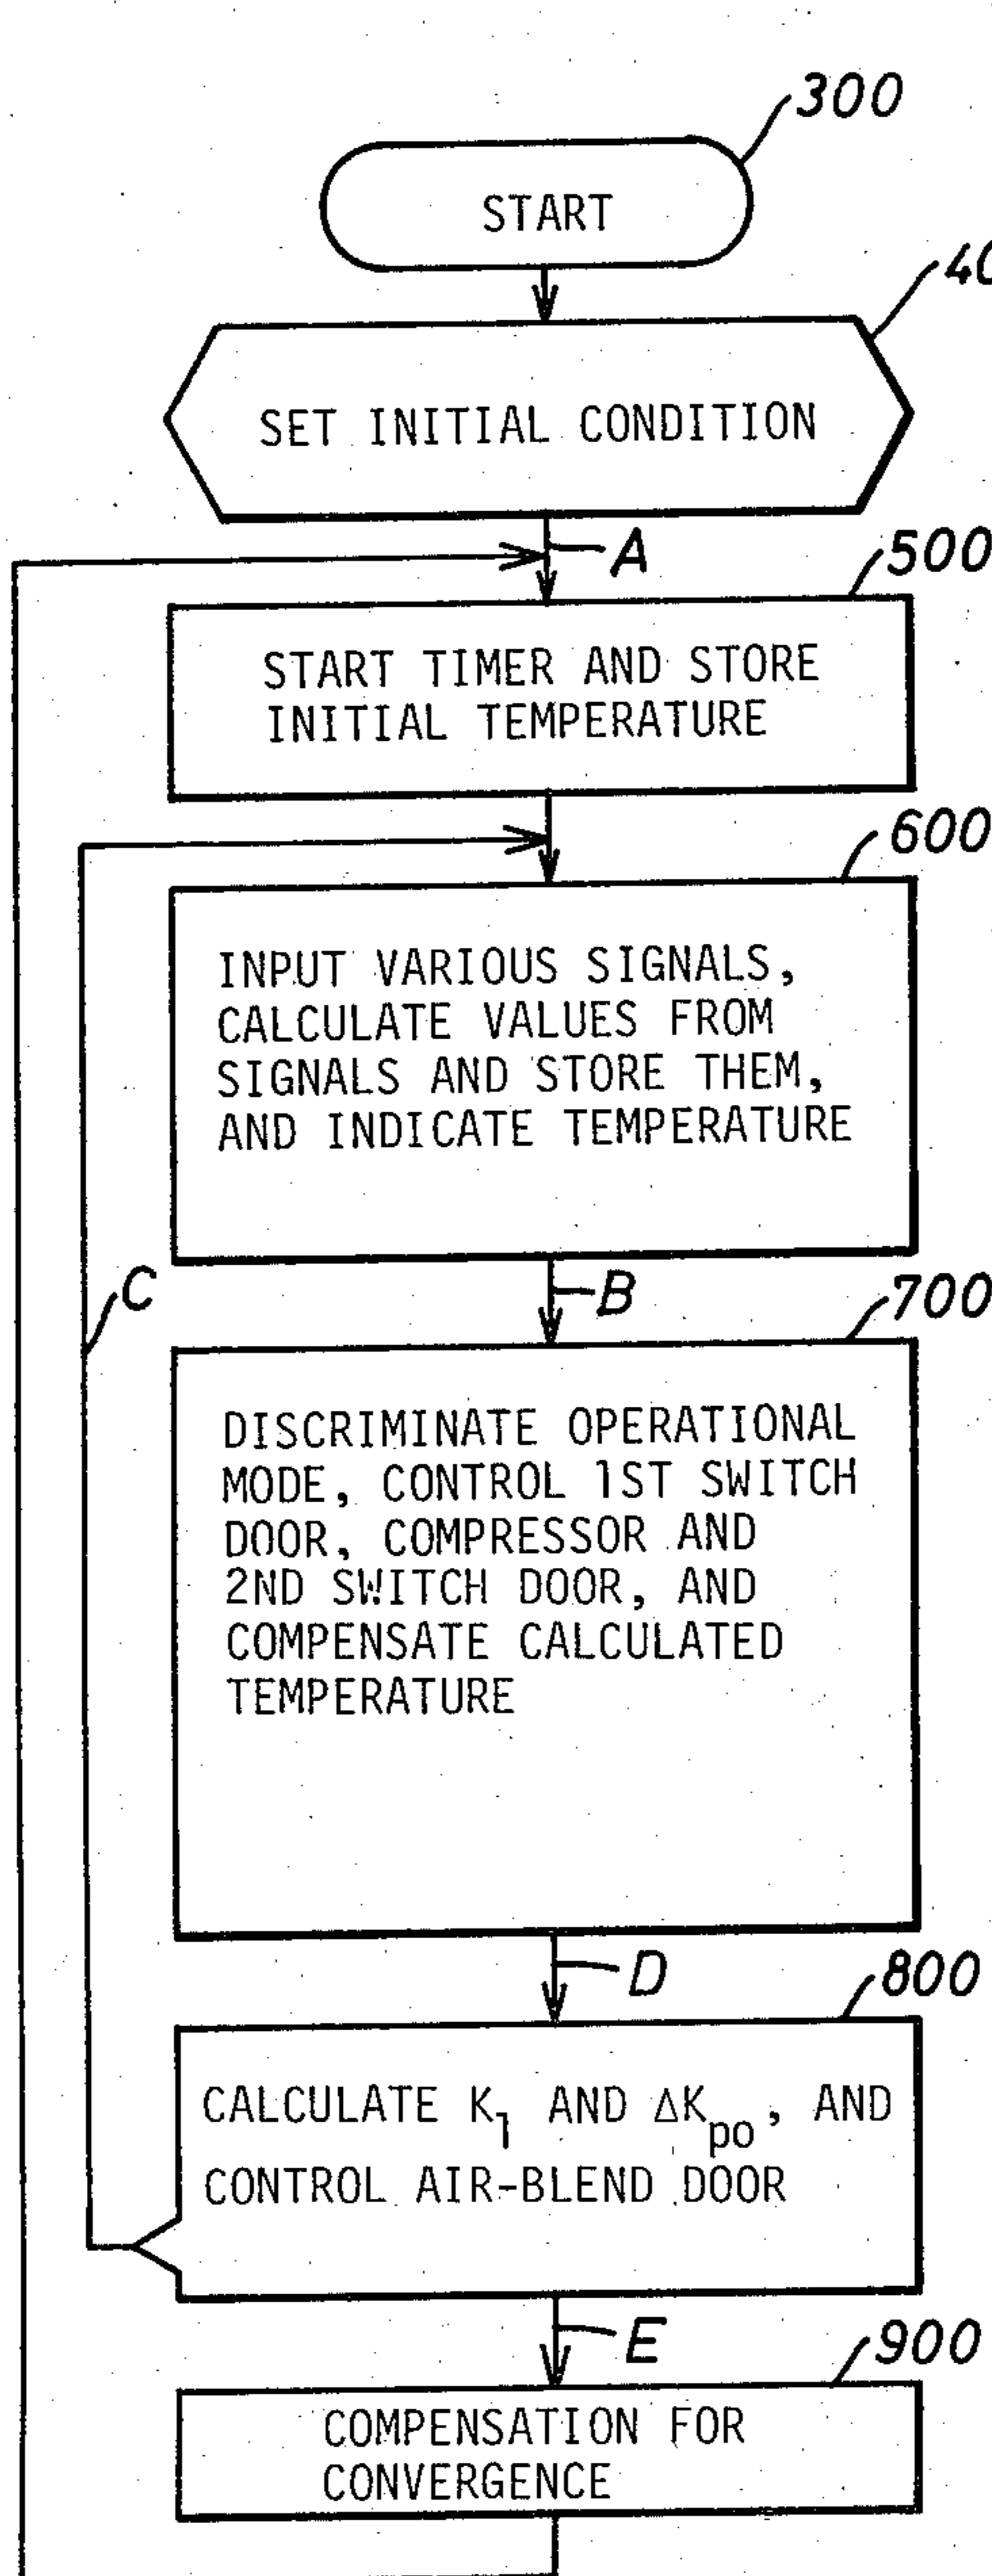 300
START
SET INITIAL CONDITION
A
500
START TIMER AND STORE
INITIAL TEMPERATURE
600
INPUT VARIOUS SIGNALS,
CALCULATE VALUES FROM
SIGNALS AND STORE THEM,
AND INDICATE TEMPERATURE
C
B
700
DISCRIMINATE OPERATIONAL
MODE, CONTROL 1ST SWITCH
DOOR, COMPRESSOR AND
2ND SWITCH DOOR, AND
COMPENSATE CALCULATED
TEMPERATURE
D
800
CALCULATE K₁ AND ΔKpo, AND
CONTROL AIR-BLEND DOOR
E
900
COMPENSATION FOR
CONVERGENCE